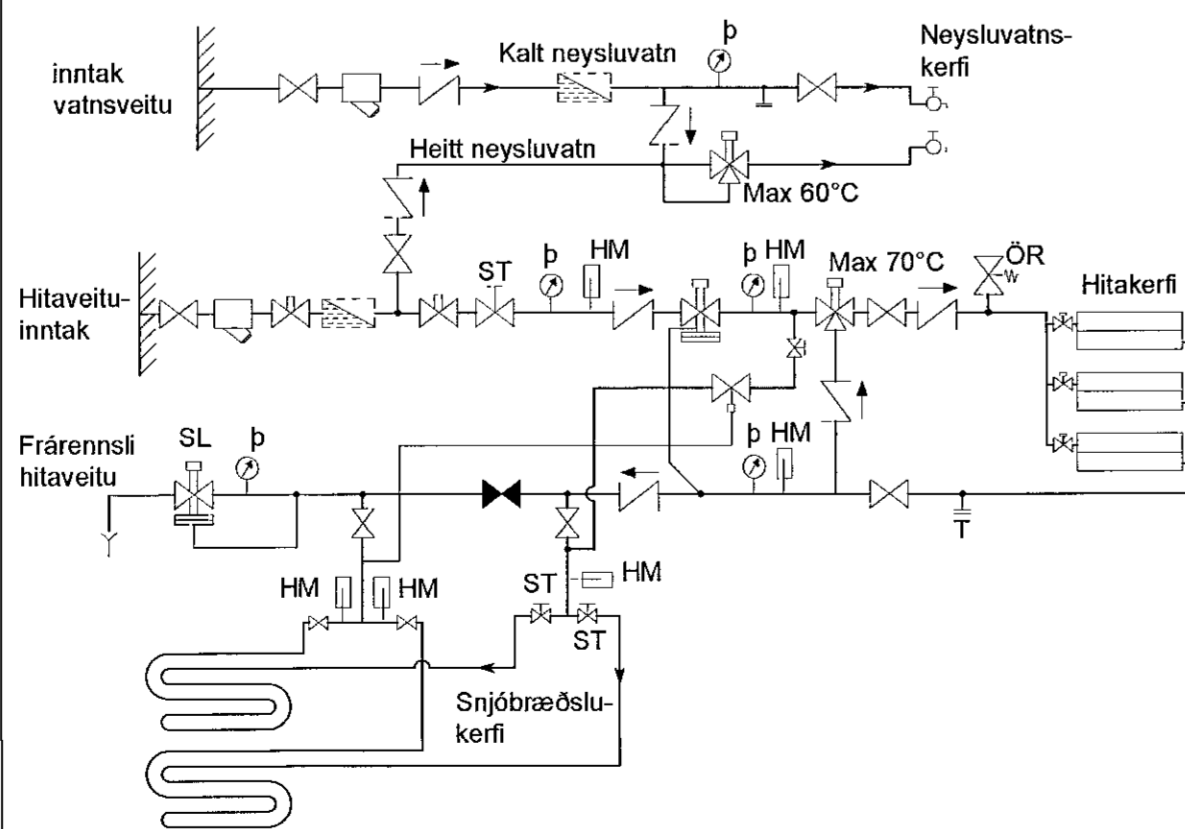 þ
Kalt neysluvatn
Neysluvatns-
kerfi
inntak
vatnsveitu
Heitt neysluvatn
Max 60°C
ST
þ
HM
þ
HM
Max 70°C
ÖR
Hitaveitu-
inntak
Hitakerfi
Frárennsli
hitaveitu
SL
þ
þ
HM
T
HM
HM
ST
HM
ST
Snjóbræðslu-
kerfi